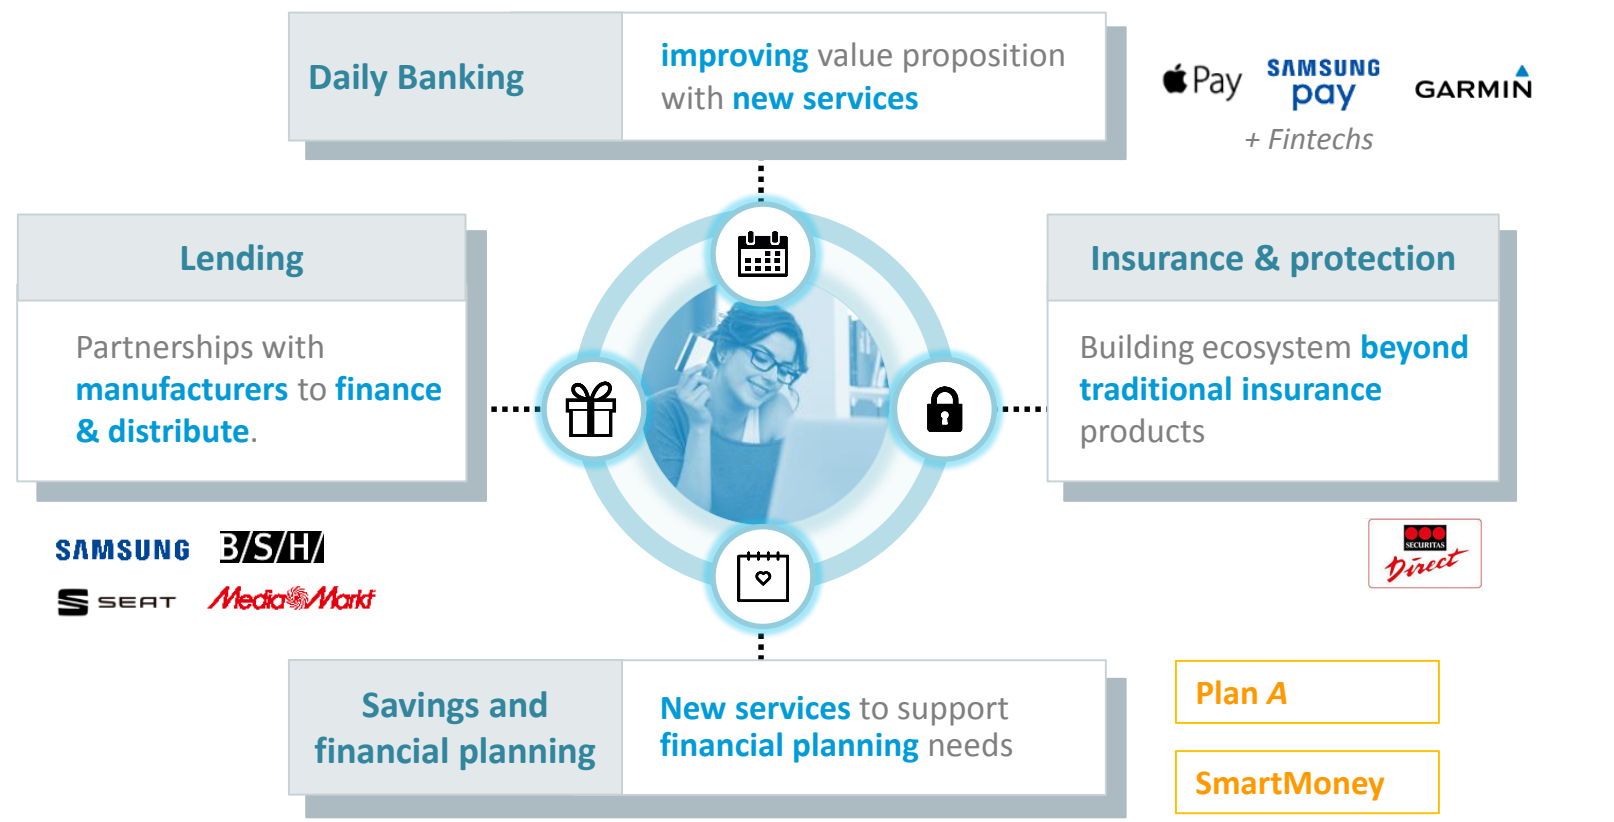 Daily Banking
improving value proposition
with new services
Pay
SAMSUNG
pay
GARMIN
+ Fintechs
Lending
Partnerships with
manufacturers to finance
& distribute.
Insurance & protection
Building ecosystem beyond
traditional insurance
products
SAMSUNG
B/S/H/
SEAT
Media Markt
SECURITAS
Direct
Savings and
financial planning
New services to support
financial planning needs
Plan A
SmartMoney